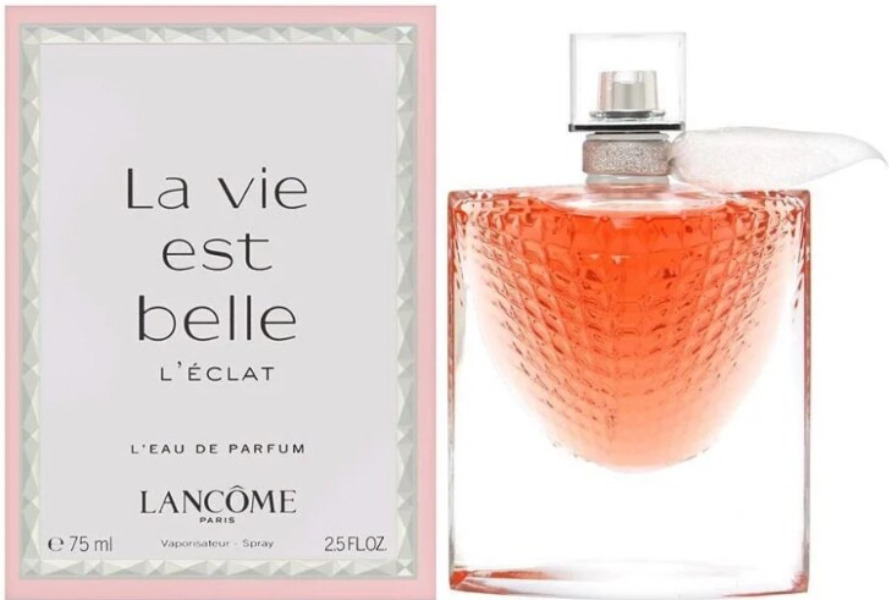 La vie
est
belle
L'ÉCLAT
L'EAU DE PARFUM
LANCÔME
PARIS
℮ 75 ml Vaporisateur - Spray 2.5 FL.OZ.